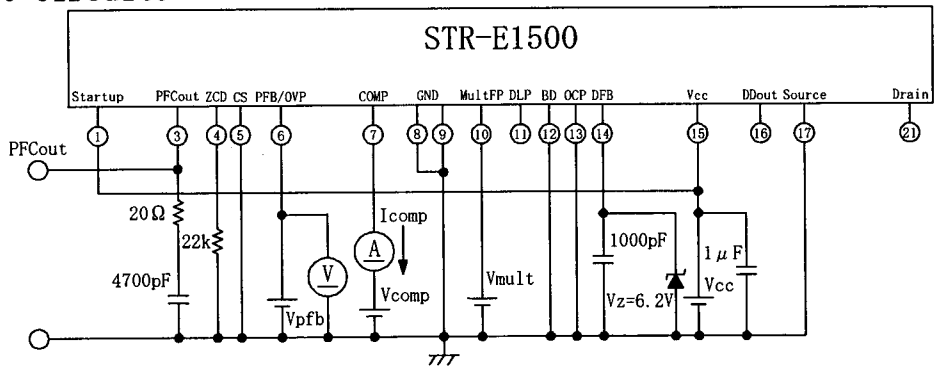 STR-E1500
Startup PFCout ZCD CS PFB/OVP COMP GND MultFP DLP BD OCP DFB Vcc DDout Source Drain
1 3 4 5 6 7 8 9 10 11 12 13 14 15 16 17 21
PFCout
20Ω
22k
4700pF
V
Vpfb
Icomp
A
Vcomp
Vmult
1000pF
Vz=6.2V
1μF
Vcc